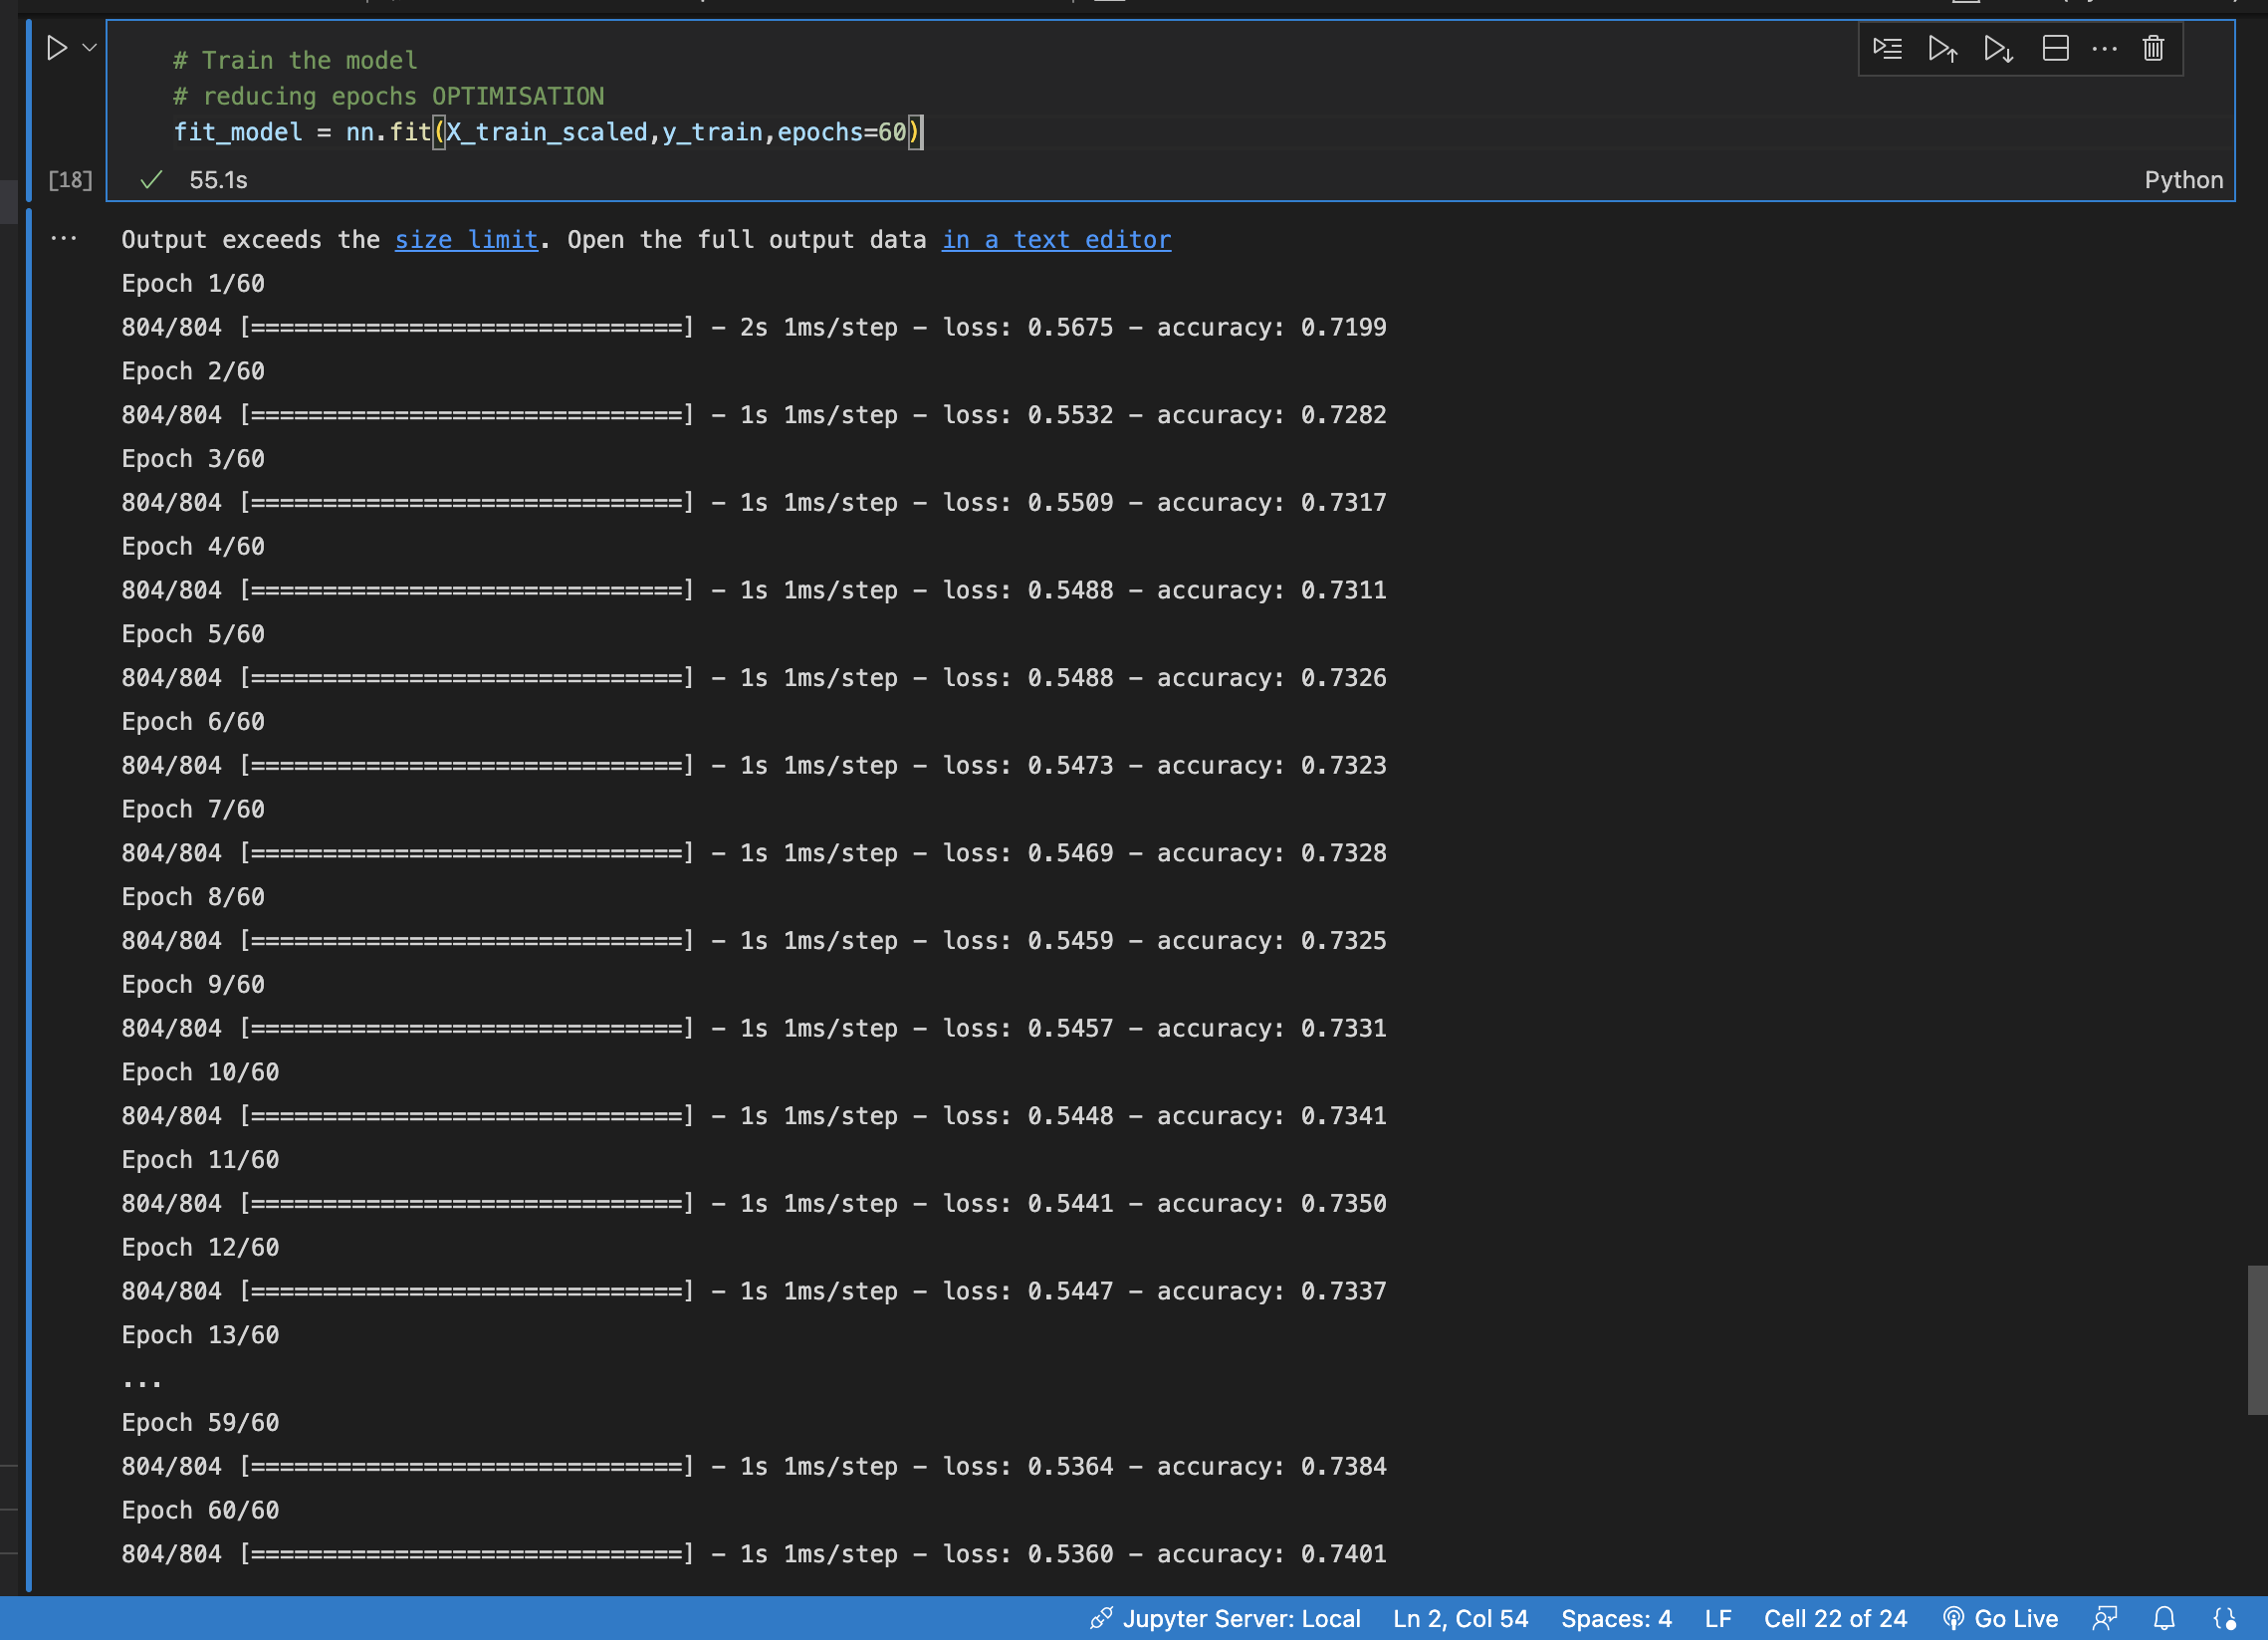 # Train the model
# reducing epochs OPTIMISATION
fit_model = nn.fit(X_train_scaled,y_train,epochs=60)
[18]
55.1s
Python
Output exceeds the size limit. Open the full output data in a text editor
Epoch 1/60
804/804 [==============================] - 2s 1ms/step - loss: 0.5675 - accuracy: 0.7199
Epoch 2/60
804/804 [==============================] - 1s 1ms/step - loss: 0.5532 - accuracy: 0.7282
Epoch 3/60
804/804 [==============================] - 1s 1ms/step - loss: 0.5509 - accuracy: 0.7317
Epoch 4/60
804/804 [==============================] - 1s 1ms/step - loss: 0.5488 - accuracy: 0.7311
Epoch 5/60
804/804 [==============================] - 1s 1ms/step - loss: 0.5488 - accuracy: 0.7326
Epoch 6/60
804/804 [==============================] - 1s 1ms/step - loss: 0.5473 - accuracy: 0.7323
Epoch 7/60
804/804 [==============================] - 1s 1ms/step - loss: 0.5469 - accuracy: 0.7328
Epoch 8/60
804/804 [==============================] - 1s 1ms/step - loss: 0.5459 - accuracy: 0.7325
Epoch 9/60
804/804 [==============================] - 1s 1ms/step - loss: 0.5457 - accuracy: 0.7331
Epoch 10/60
804/804 [==============================] - 1s 1ms/step - loss: 0.5448 - accuracy: 0.7341
Epoch 11/60
804/804 [==============================] - 1s 1ms/step - loss: 0.5441 - accuracy: 0.7350
Epoch 12/60
804/804 [==============================] - 1s 1ms/step - loss: 0.5447 - accuracy: 0.7337
Epoch 13/60
...
Epoch 59/60
804/804 [==============================] - 1s 1ms/step - loss: 0.5364 - accuracy: 0.7384
Epoch 60/60
804/804 [==============================] - 1s 1ms/step - loss: 0.5360 - accuracy: 0.7401
Jupyter Server: Local Ln 2, Col 54 Spaces: 4 LF Cell 22 of 24 Go Live